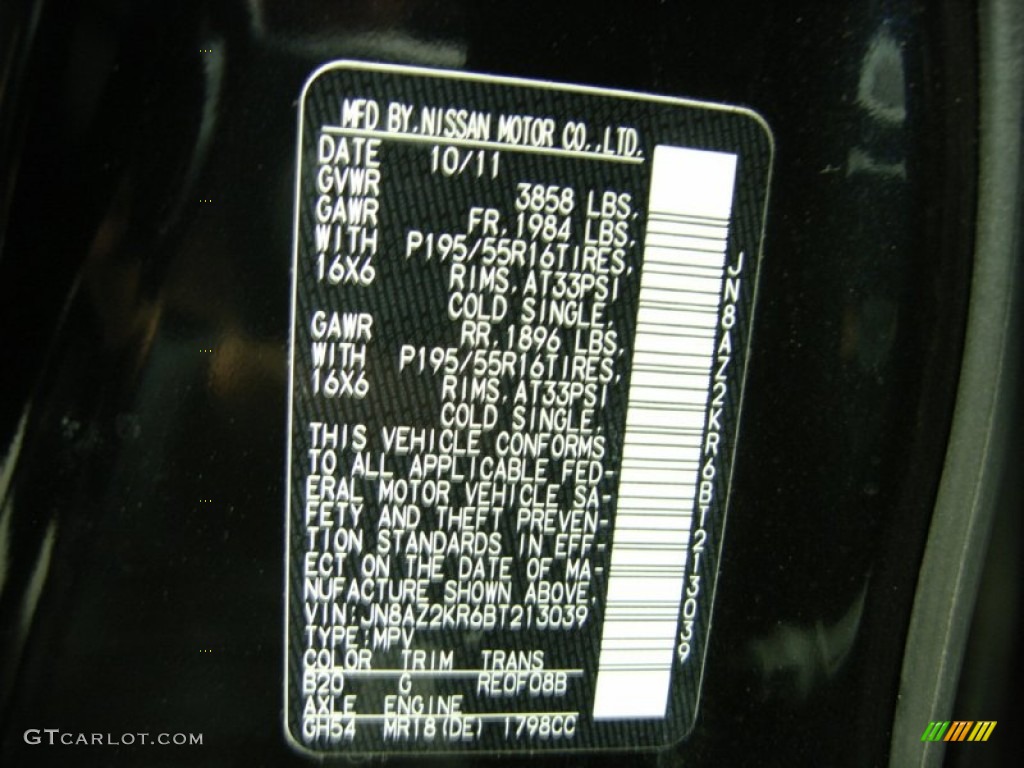 MFD BY. NISSAN MOTOR CO.,LTD.
DATE 10/11
GVWR 3858 LBS.
GAWR FR. 1984 LBS.
WITH P195/55R16TIRES,
16X6 RIMS, AT33PSI
COLD SINGLE.
GAWR RR. 1896 LBS.
WITH P195/55R16TIRES,
16X6 RIMS, AT33PSI
COLD SINGLE.
THIS VEHICLE CONFORMS
TO ALL APPLICABLE FED-
ERAL MOTOR VEHICLE SA-
FETY AND THEFT PREVEN-
TION STANDARDS IN EFF-
ECT ON THE DATE OF MA-
NUFACTURE SHOWN ABOVE.
VIN:JN8AZ2KR6BT213039
TYPE:MPV
COLOR TRIM TRANS
B20 G RE0F08B
AXLE ENGINE
GH54 MR18(DE) 1798CC
JN8AZ2KR6BT213039
GTCARLOT.COM